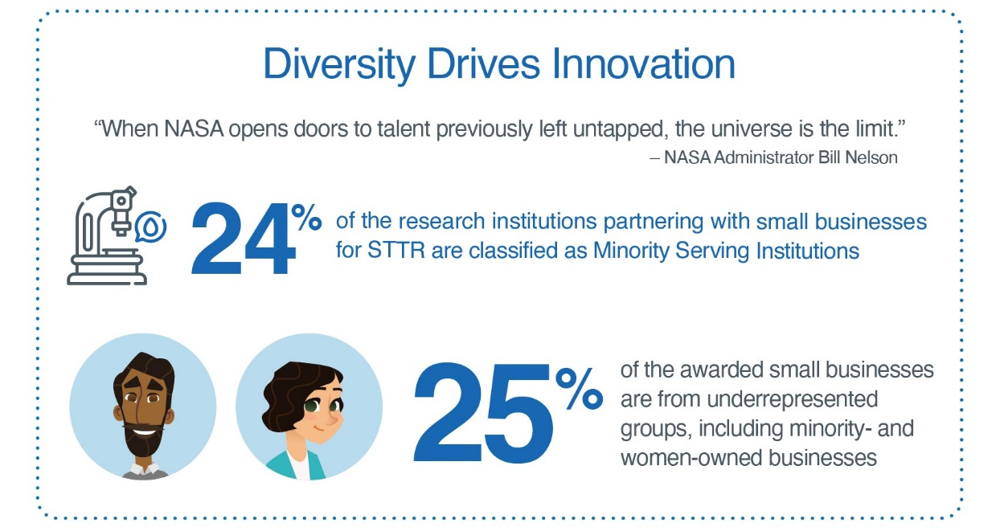 Diversity Drives Innovation
“When NASA opens doors to talent previously left untapped, the universe is the limit.”
– NASA Administrator Bill Nelson
24% of the research institutions partnering with small businesses
for STTR are classified as Minority Serving Institutions
25% of the awarded small businesses
are from underrepresented
groups, including minority- and
women-owned businesses